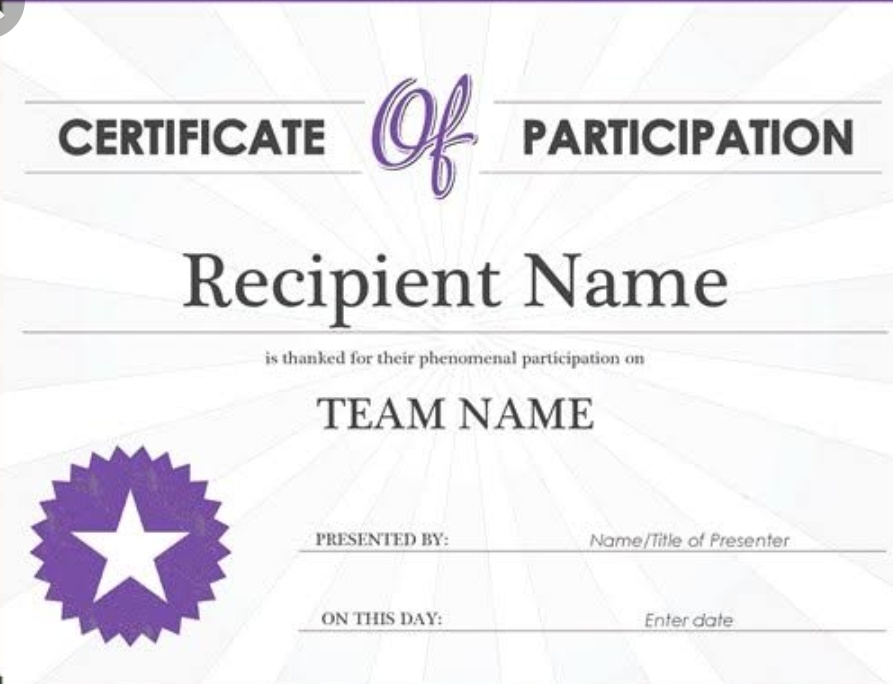 CERTIFICATE Of PARTICIPATION
Recipient Name
is thanked for their phenomenal participation on
TEAM NAME
PRESENTED BY: Name/Title of Presenter
ON THIS DAY: Enter date